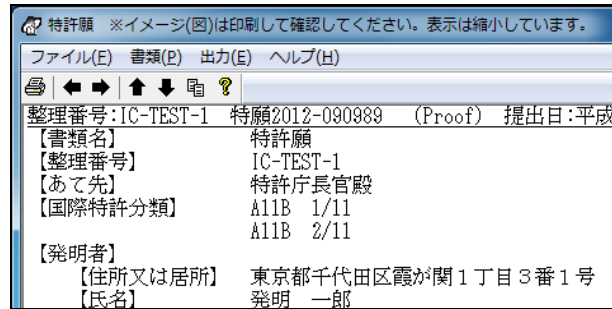 特許願 ※イメージ(図)は印刷して確認してください。表示は縮小しています。
ファイル(F) 書類(P) 出力(E) ヘルプ(H)
整理番号:IC-TEST-1 特願2012-090989 (Proof) 提出日:平成
【書類名】 特許願
【整理番号】 IC-TEST-1
【あて先】 特許庁長官殿
【国際特許分類】 A11B 1/11
A11B 2/11
【発明者】
【住所又は居所】 東京都千代田区霞が関1丁目3番1号
【氏名】 発明 一郎